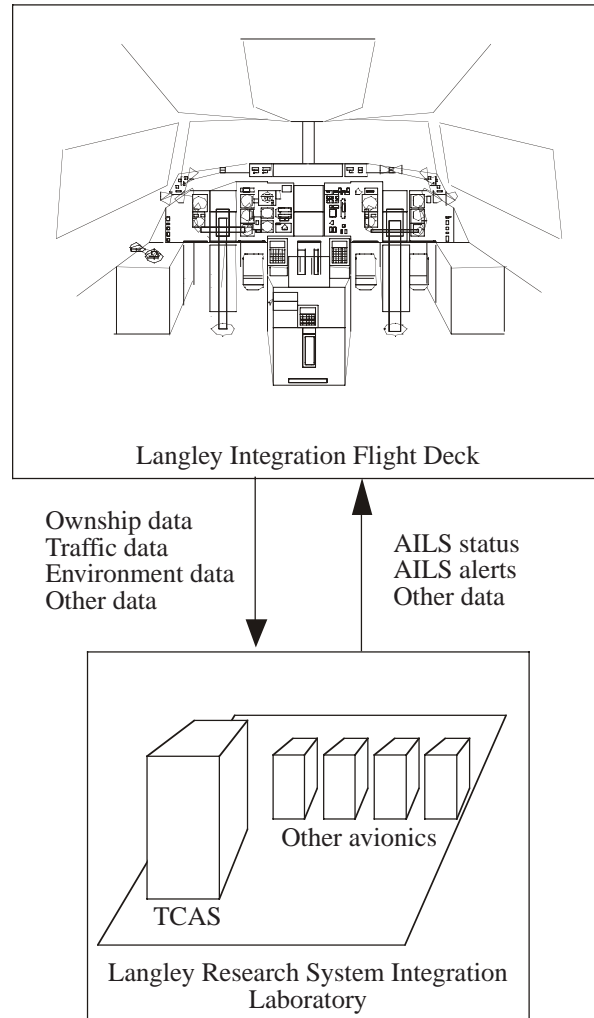 Langley Integration Flight Deck
Ownship data
Traffic data
Environment data
Other data
AILS status
AILS alerts
Other data
Other avionics
TCAS
Langley Research System Integration
Laboratory